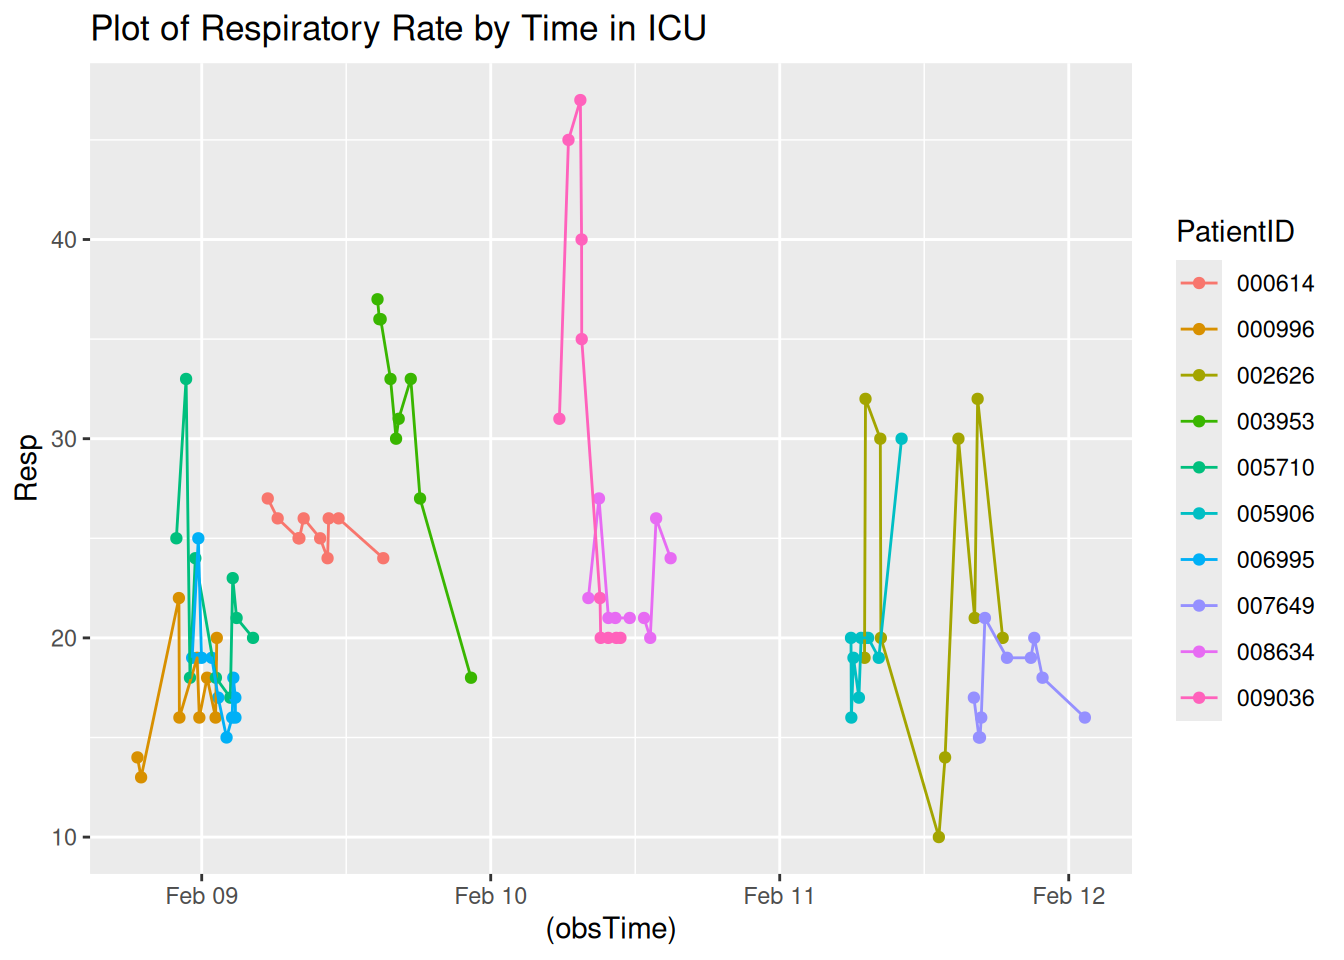 Plot of Respiratory Rate by Time in ICU
Resp
40
30
20
10
Feb 09
Feb 10
Feb 11
Feb 12
(obsTime)
PatientID
000614
000996
002626
003953
005710
005906
006995
007649
008634
009036